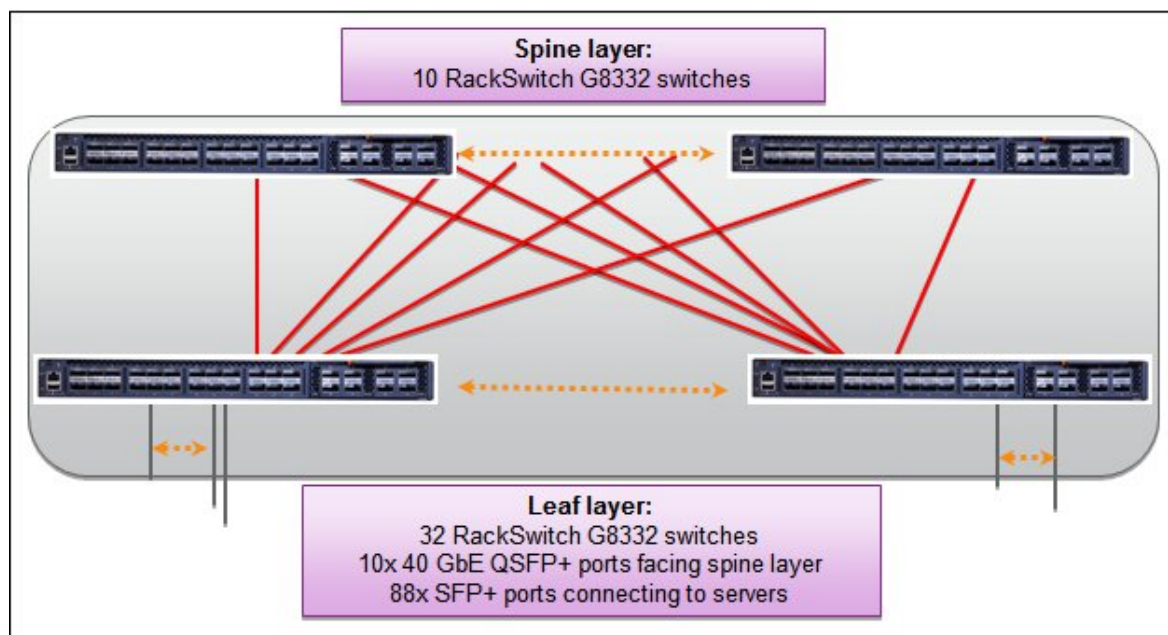 Spine layer:
10 RackSwitch G8332 switches
Leaf layer:
32 RackSwitch G8332 switches
10x 40 GbE QSFP+ ports facing spine layer
88x SFP+ ports connecting to servers